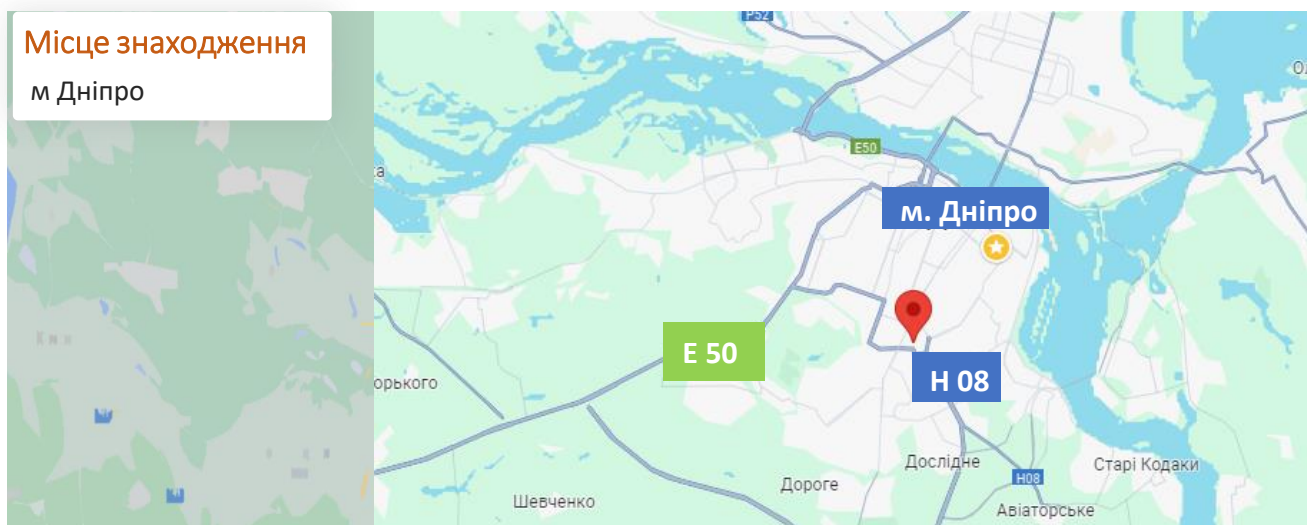 Місце знаходження
м Дніпро
P52
E50
м. Дніпро
Е 50
Н 08
орького
Дослідне
Старі Кодаки
Дороге
H08
Шевченко
Авіаторське